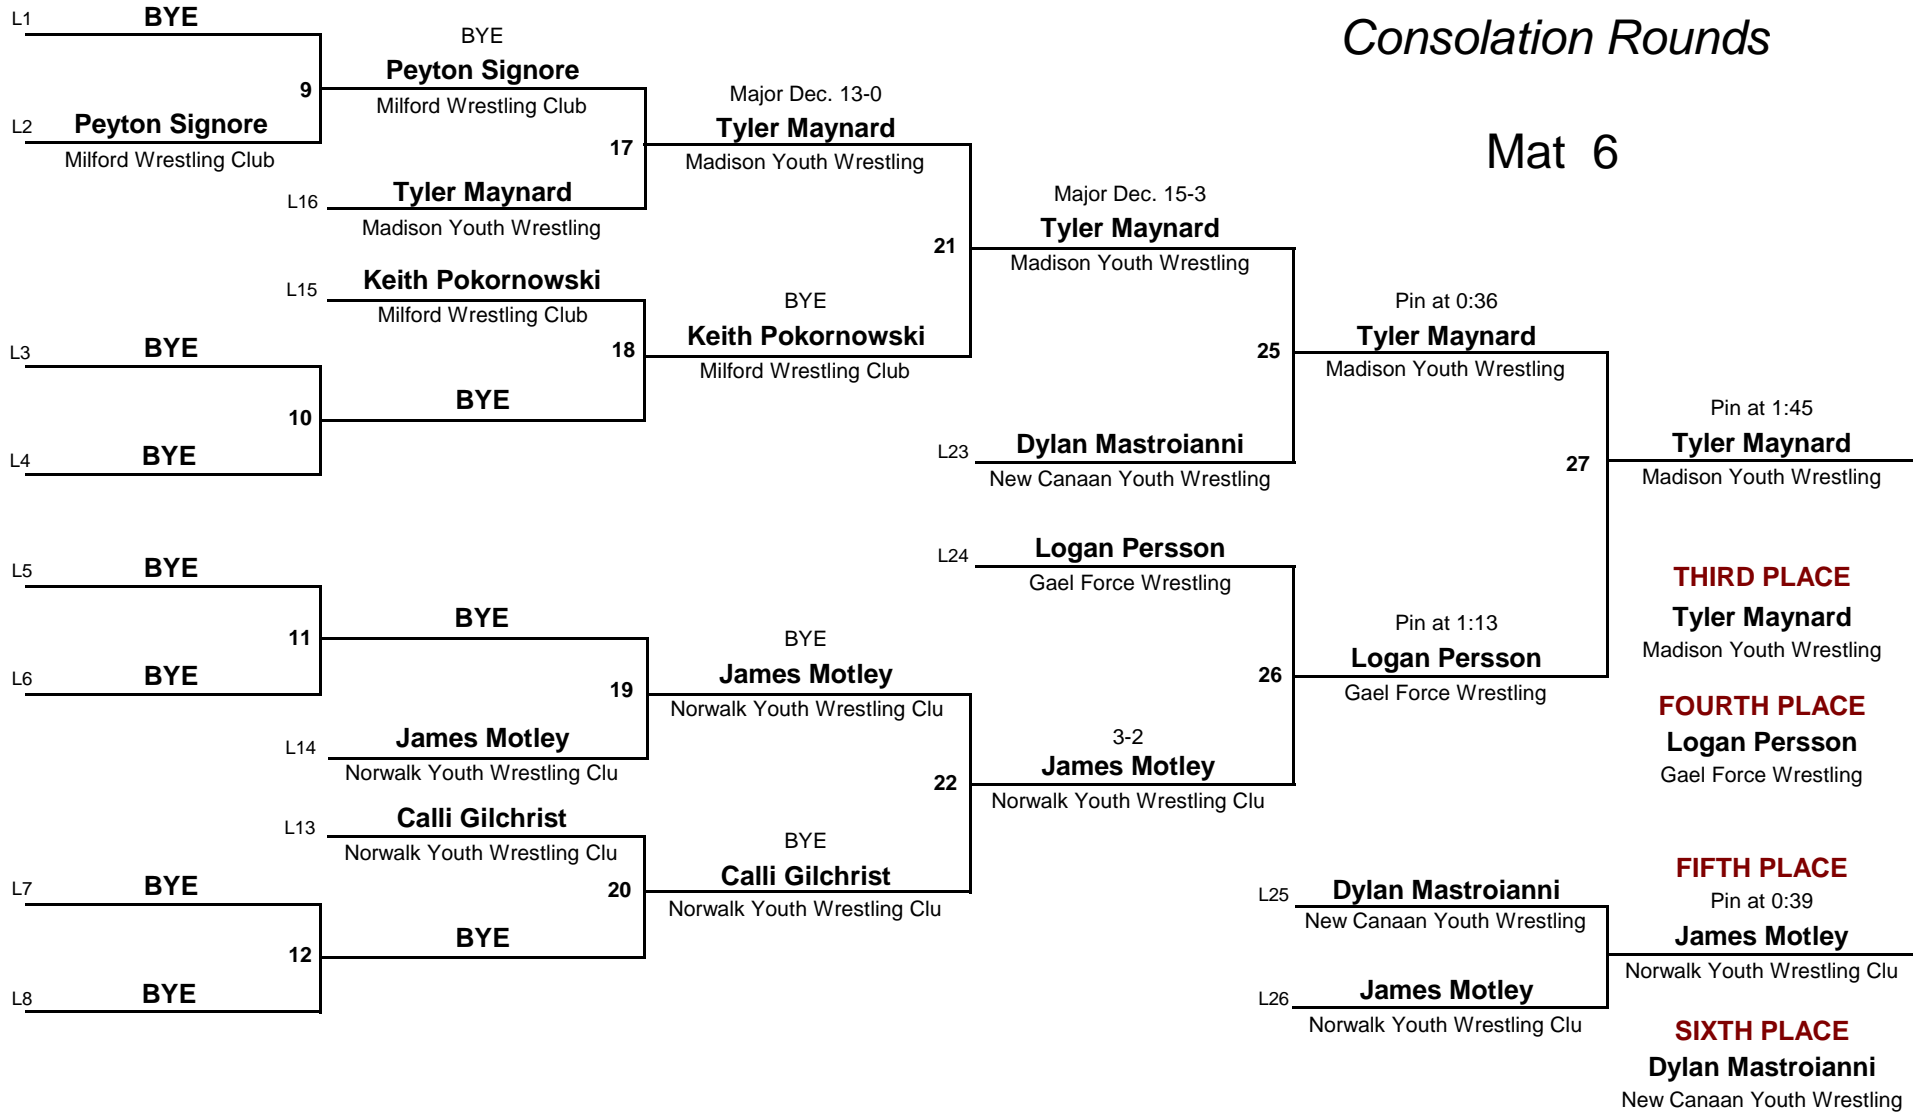 Consolation Rounds
Mat 6
L1
BYE
L2
Peyton Signore
Milford Wrestling Club
9
L3
BYE
L4
BYE
10
L5
BYE
L6
BYE
11
L7
BYE
L8
BYE
12
BYE
Peyton Signore
Milford Wrestling Club
L16
Tyler Maynard
Madison Youth Wrestling
17
L15
Keith Pokornowski
Milford Wrestling Club
BYE
18
BYE
L14
James Motley
Norwalk Youth Wrestling Clu
19
L13
Calli Gilchrist
Norwalk Youth Wrestling Clu
BYE
20
Major Dec. 13-0
Tyler Maynard
Madison Youth Wrestling
BYE
Keith Pokornowski
Milford Wrestling Club
21
BYE
James Motley
Norwalk Youth Wrestling Clu
BYE
Calli Gilchrist
Norwalk Youth Wrestling Clu
22
Major Dec. 15-3
Tyler Maynard
Madison Youth Wrestling
L23
Dylan Mastroianni
New Canaan Youth Wrestling
25
L24
Logan Persson
Gael Force Wrestling
3-2
James Motley
Norwalk Youth Wrestling Clu
26
Pin at 0:36
Tyler Maynard
Madison Youth Wrestling
Pin at 1:13
Logan Persson
Gael Force Wrestling
27
Pin at 1:45
Tyler Maynard
Madison Youth Wrestling
THIRD PLACE
Tyler Maynard
Madison Youth Wrestling
FOURTH PLACE
Logan Persson
Gael Force Wrestling
L25
Dylan Mastroianni
New Canaan Youth Wrestling
L26
James Motley
Norwalk Youth Wrestling Clu
FIFTH PLACE
Pin at 0:39
James Motley
Norwalk Youth Wrestling Clu
SIXTH PLACE
Dylan Mastroianni
New Canaan Youth Wrestling